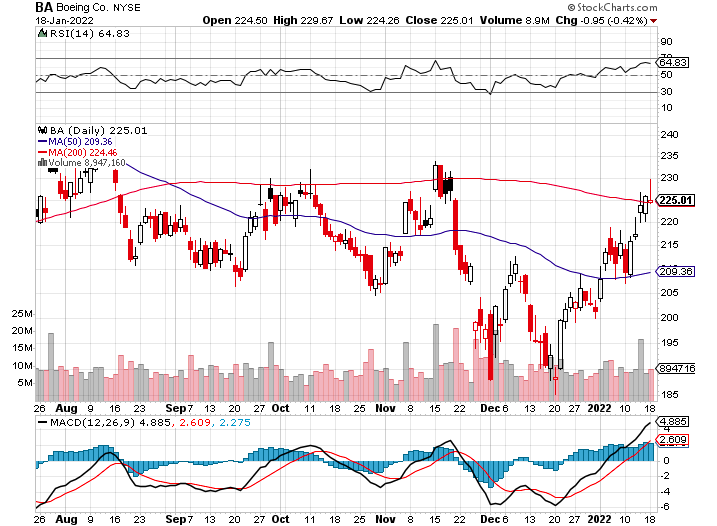 BA Boeing Co. NYSE © StockCharts.com
18-Jan-2022 Open 224.50 High 229.67 Low 224.26 Close 225.01 Volume 8.9M Chg -0.95 (-0.42%)
RSI(14) 64.83
90
70
64.83
50
30
10
BA (Daily) 225.01
MA(50) 209.36
MA(200) 224.46
Volume 8,947,160
240
235
230
225.01
220
215
209.36
205
200
195
894716
185
25M
20M
15M
10M
5M
26 Aug 9 16 23 Sep 7 13 20 27 Oct 11 18 25 Nov 8 15 22 Dec 6 13 20 27 2022 10 18
MACD(12,26,9) 4.885, 2.609, 2.275
4.885
4
2.609
0
-2
-3
-4
-5
-6
26 Aug 9 16 23 Sep 7 13 20 27 Oct 11 18 25 Nov 8 15 22 Dec 6 13 20 27 2022 10 18